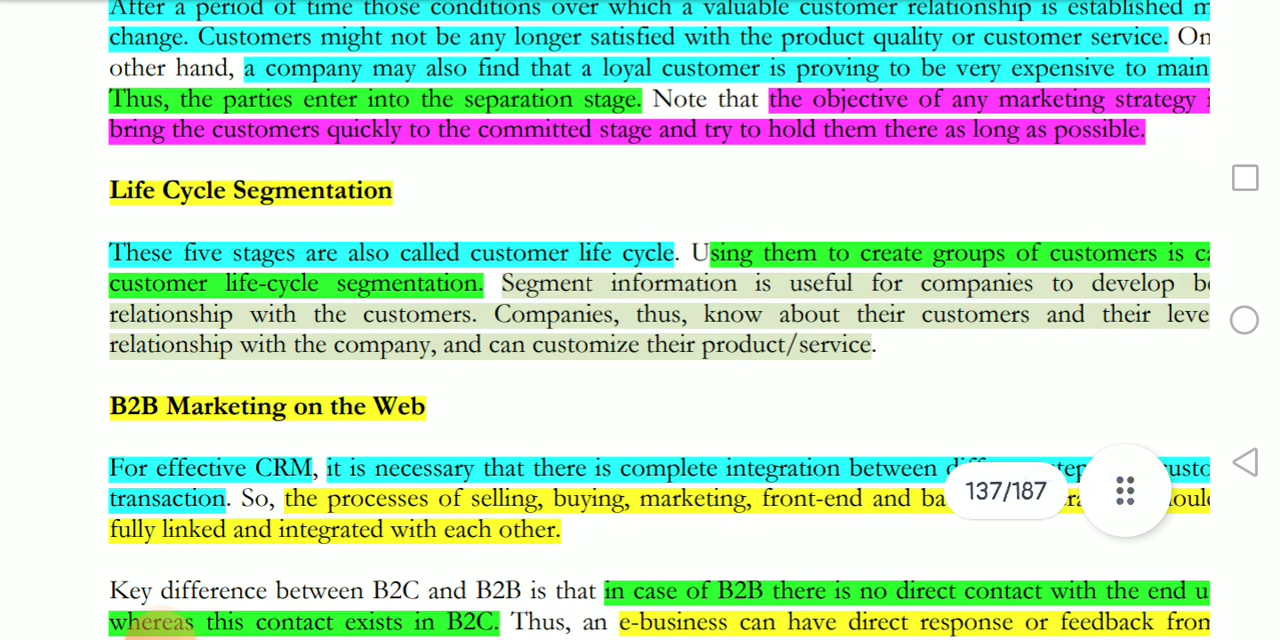 After a period of time those conditions over which a valuable customer relationship is established m
change. Customers might not be any longer satisfied with the product quality or customer service. On
other hand, a company may also find that a loyal customer is proving to be very expensive to main
Thus, the parties enter into the separation stage. Note that the objective of any marketing strategy i
bring the customers quickly to the committed stage and try to hold them there as long as possible.
Life Cycle Segmentation
These five stages are also called customer life cycle. Using them to create groups of customers is ca
customer life-cycle segmentation. Segment information is useful for companies to develop be
relationship with the customers. Companies, thus, know about their customers and their leve
relationship with the company, and can customize their product/service.
B2B Marketing on the Web
For effective CRM, it is necessary that there is complete integration between
transaction. So, the processes of selling, buying, marketing, front-end and ba
137/187
fully linked and integrated with each other.
Key difference between B2C and B2B is that in case of B2B there is no direct contact with the end u
whereas this contact exists in B2C. Thus, an e-business can have direct response or feedback from